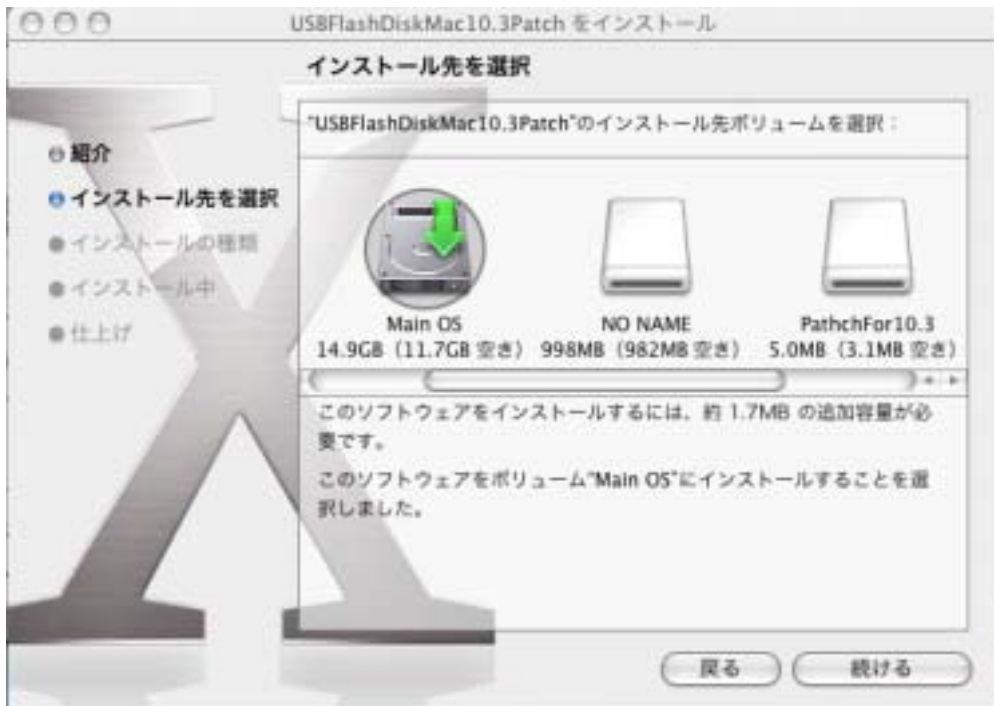 USBFlashDiskMac10.3Patch をインストール
インストール先を選択
"USBFlashDiskMac10.3Patch"のインストール先ボリュームを選択：
紹介
インストール先を選択
インストールの種類
インストール中
仕上げ
Main OS
14.9GB（11.7GB 空き）
NO NAME
998MB（982MB 空き）
PathchFor10.3
5.0MB（3.1MB 空き）
このソフトウェアをインストールするには、約 1.7MB の追加容量が必
要です。
このソフトウェアをボリューム"Main OS"にインストールすることを選
択しました。
戻る
続ける